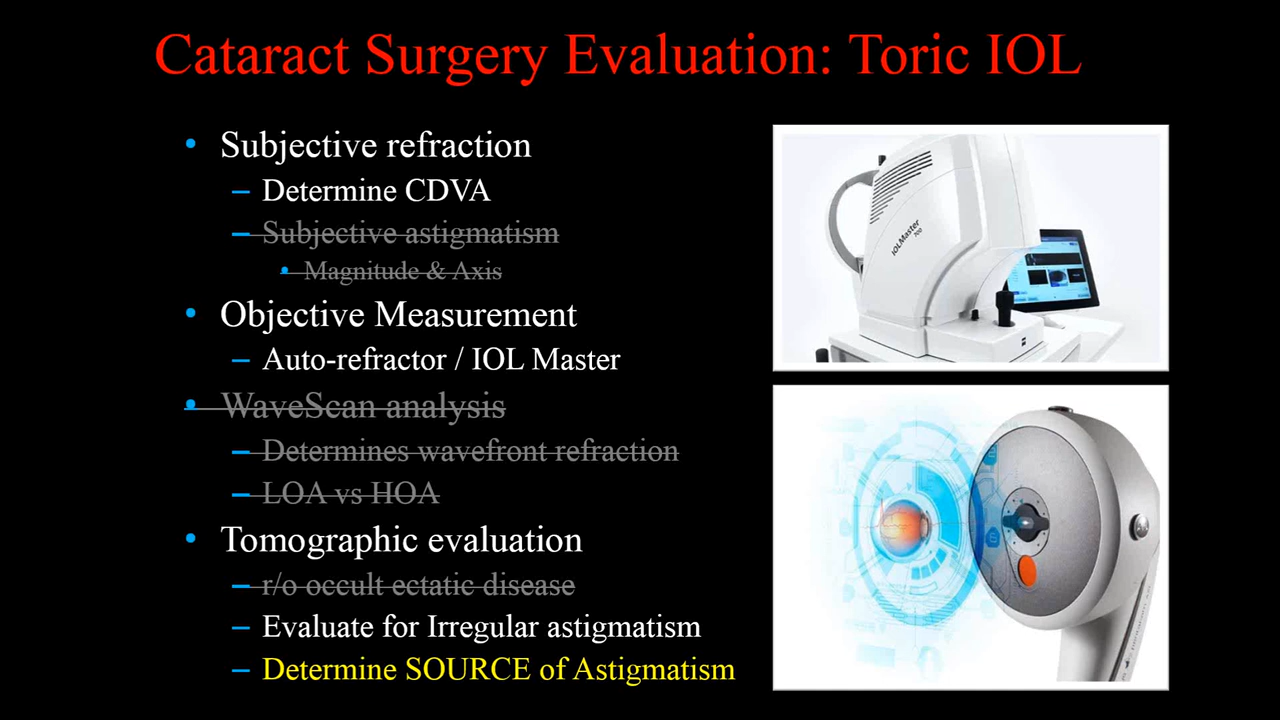 Cataract Surgery Evaluation: Toric IOL
• Subjective refraction
– Determine CDVA
– Subjective astigmatism
• Magnitude & Axis
• Objective Measurement
– Auto-refractor / IOL Master
• WaveScan analysis
– Determines wavefront refraction
– LOA vs HOA
• Tomographic evaluation
– r/o occult ectatic disease
– Evaluate for Irregular astigmatism
– Determine SOURCE of Astigmatism
IOLMaster
700